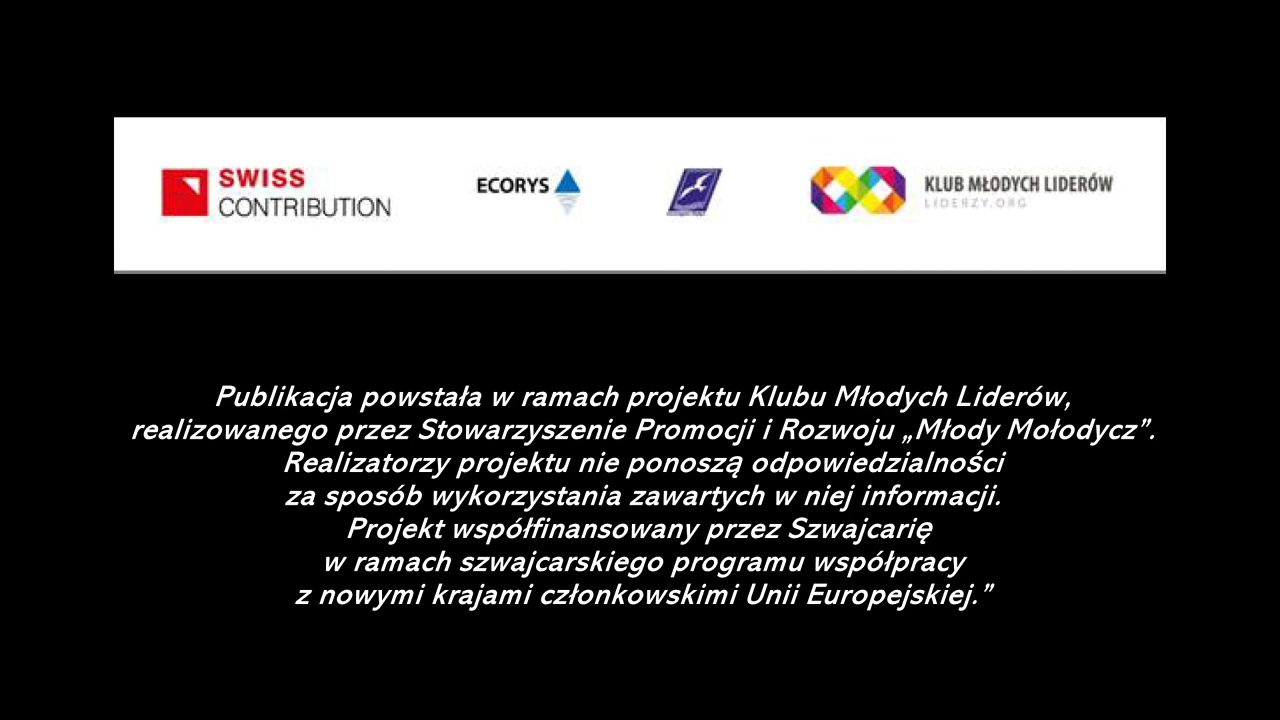 SWISS
CONTRIBUTION
ECORYS
KLUB MŁODYCH LIDERÓW
LIDERZY.ORG
Publikacja powstała w ramach projektu Klubu Młodych Liderów,
realizowanego przez Stowarzyszenie Promocji i Rozwoju „Młody Mołodycz”.
Realizatorzy projektu nie ponoszą odpowiedzialności
za sposób wykorzystania zawartych w niej informacji.
Projekt współfinansowany przez Szwajcarię
w ramach szwajcarskiego programu współpracy
z nowymi krajami członkowskimi Unii Europejskiej.”